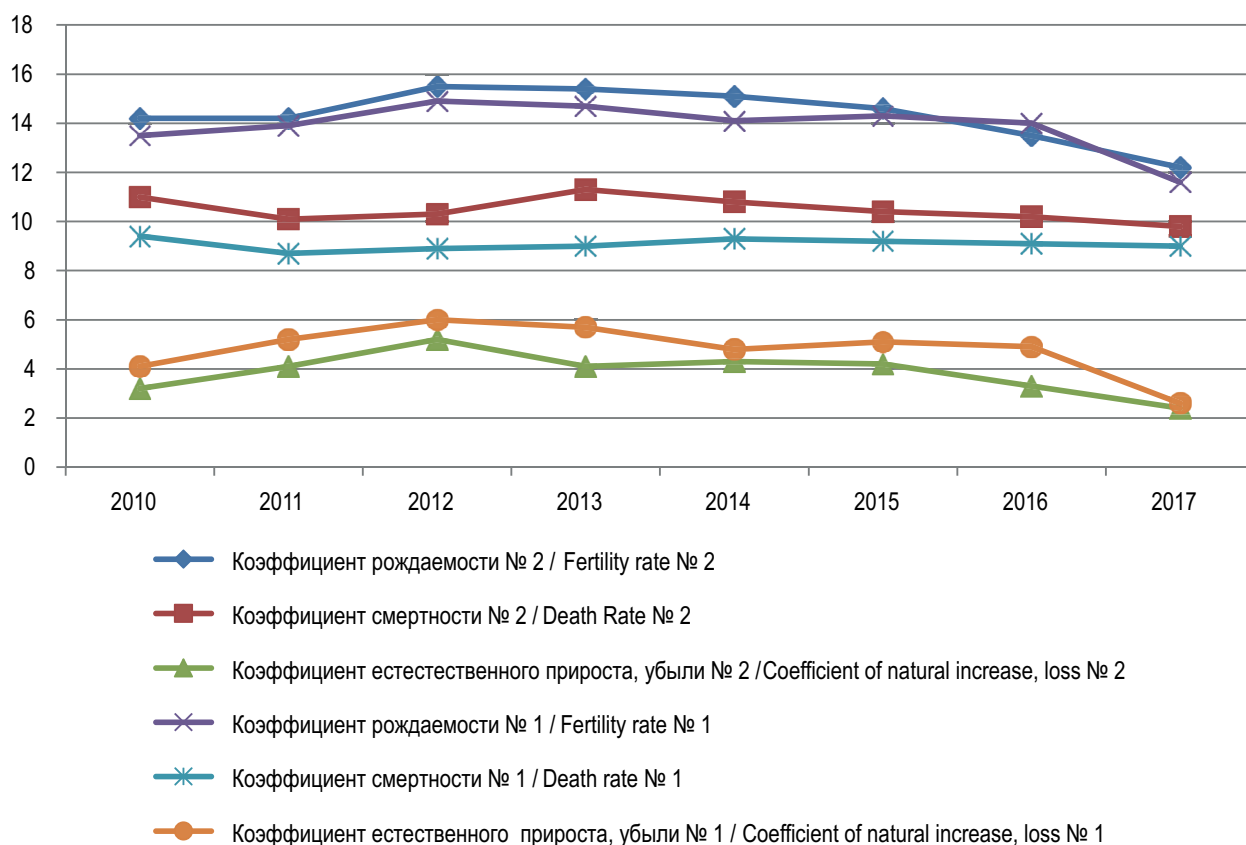 18
16
14
12
10
8
6
4
2
0
2010 2011 2012 2013 2014 2015 2016 2017
Коэффициент рождаемости № 2 / Fertility rate № 2
Коэффициент смертности № 2 / Death Rate № 2
Коэффициент естестественного прироста, убыли № 2 /Coefficient of natural increase, loss № 2
Коэффициент рождаемости № 1 / Fertility rate № 1
Коэффициент смертности № 1 / Death rate № 1
Коэффициент естественного прироста, убыли № 1 / Coefficient of natural increase, loss № 1